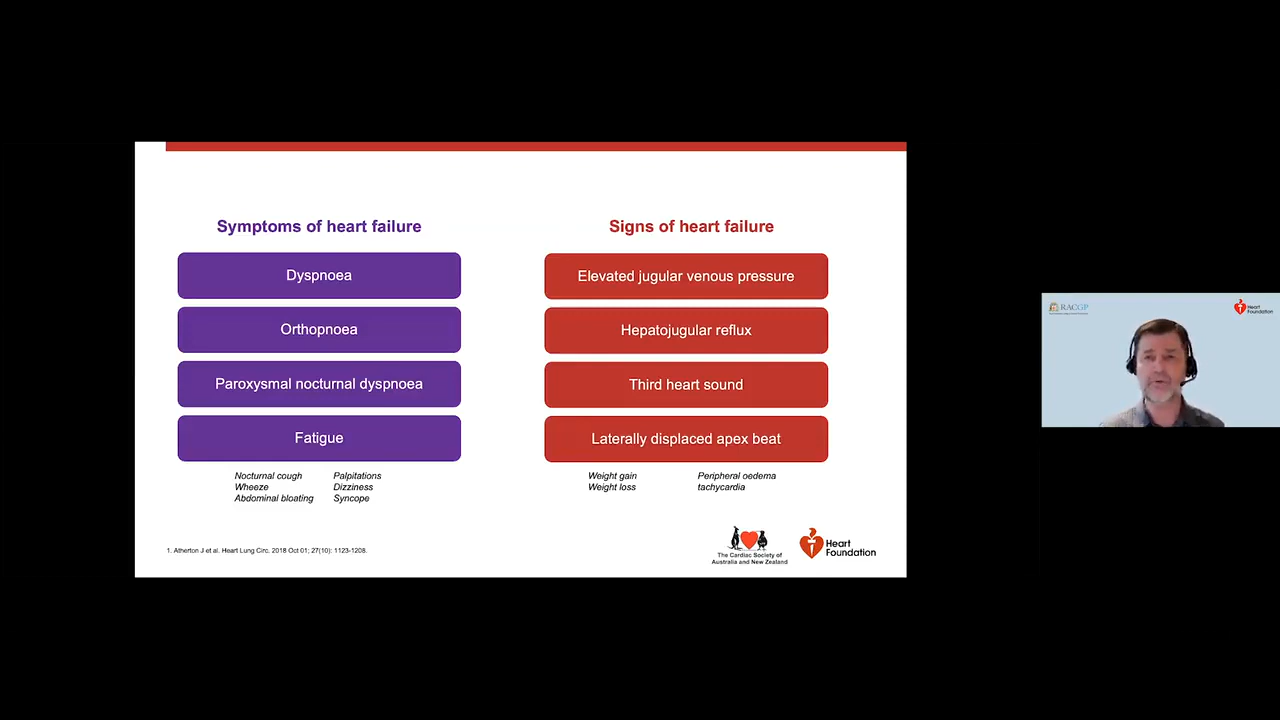 Symptoms of heart failure
Dyspnoea
Orthopnoea
Paroxysmal nocturnal dyspnoea
Fatigue
Nocturnal cough
Wheeze
Abdominal bloating
Palpitations
Dizziness
Syncope
Signs of heart failure
Elevated jugular venous pressure
Hepatojugular reflux
Third heart sound
Laterally displaced apex beat
Weight gain
Weight loss
Peripheral oedema
tachycardia
1. Atherton J et al. Heart Lung Circ. 2018 Oct 01; 27(10): 1123-1208.
The Cardiac Society of
Australia and New Zealand
Heart
Foundation
RACGP
Heart
Foundation